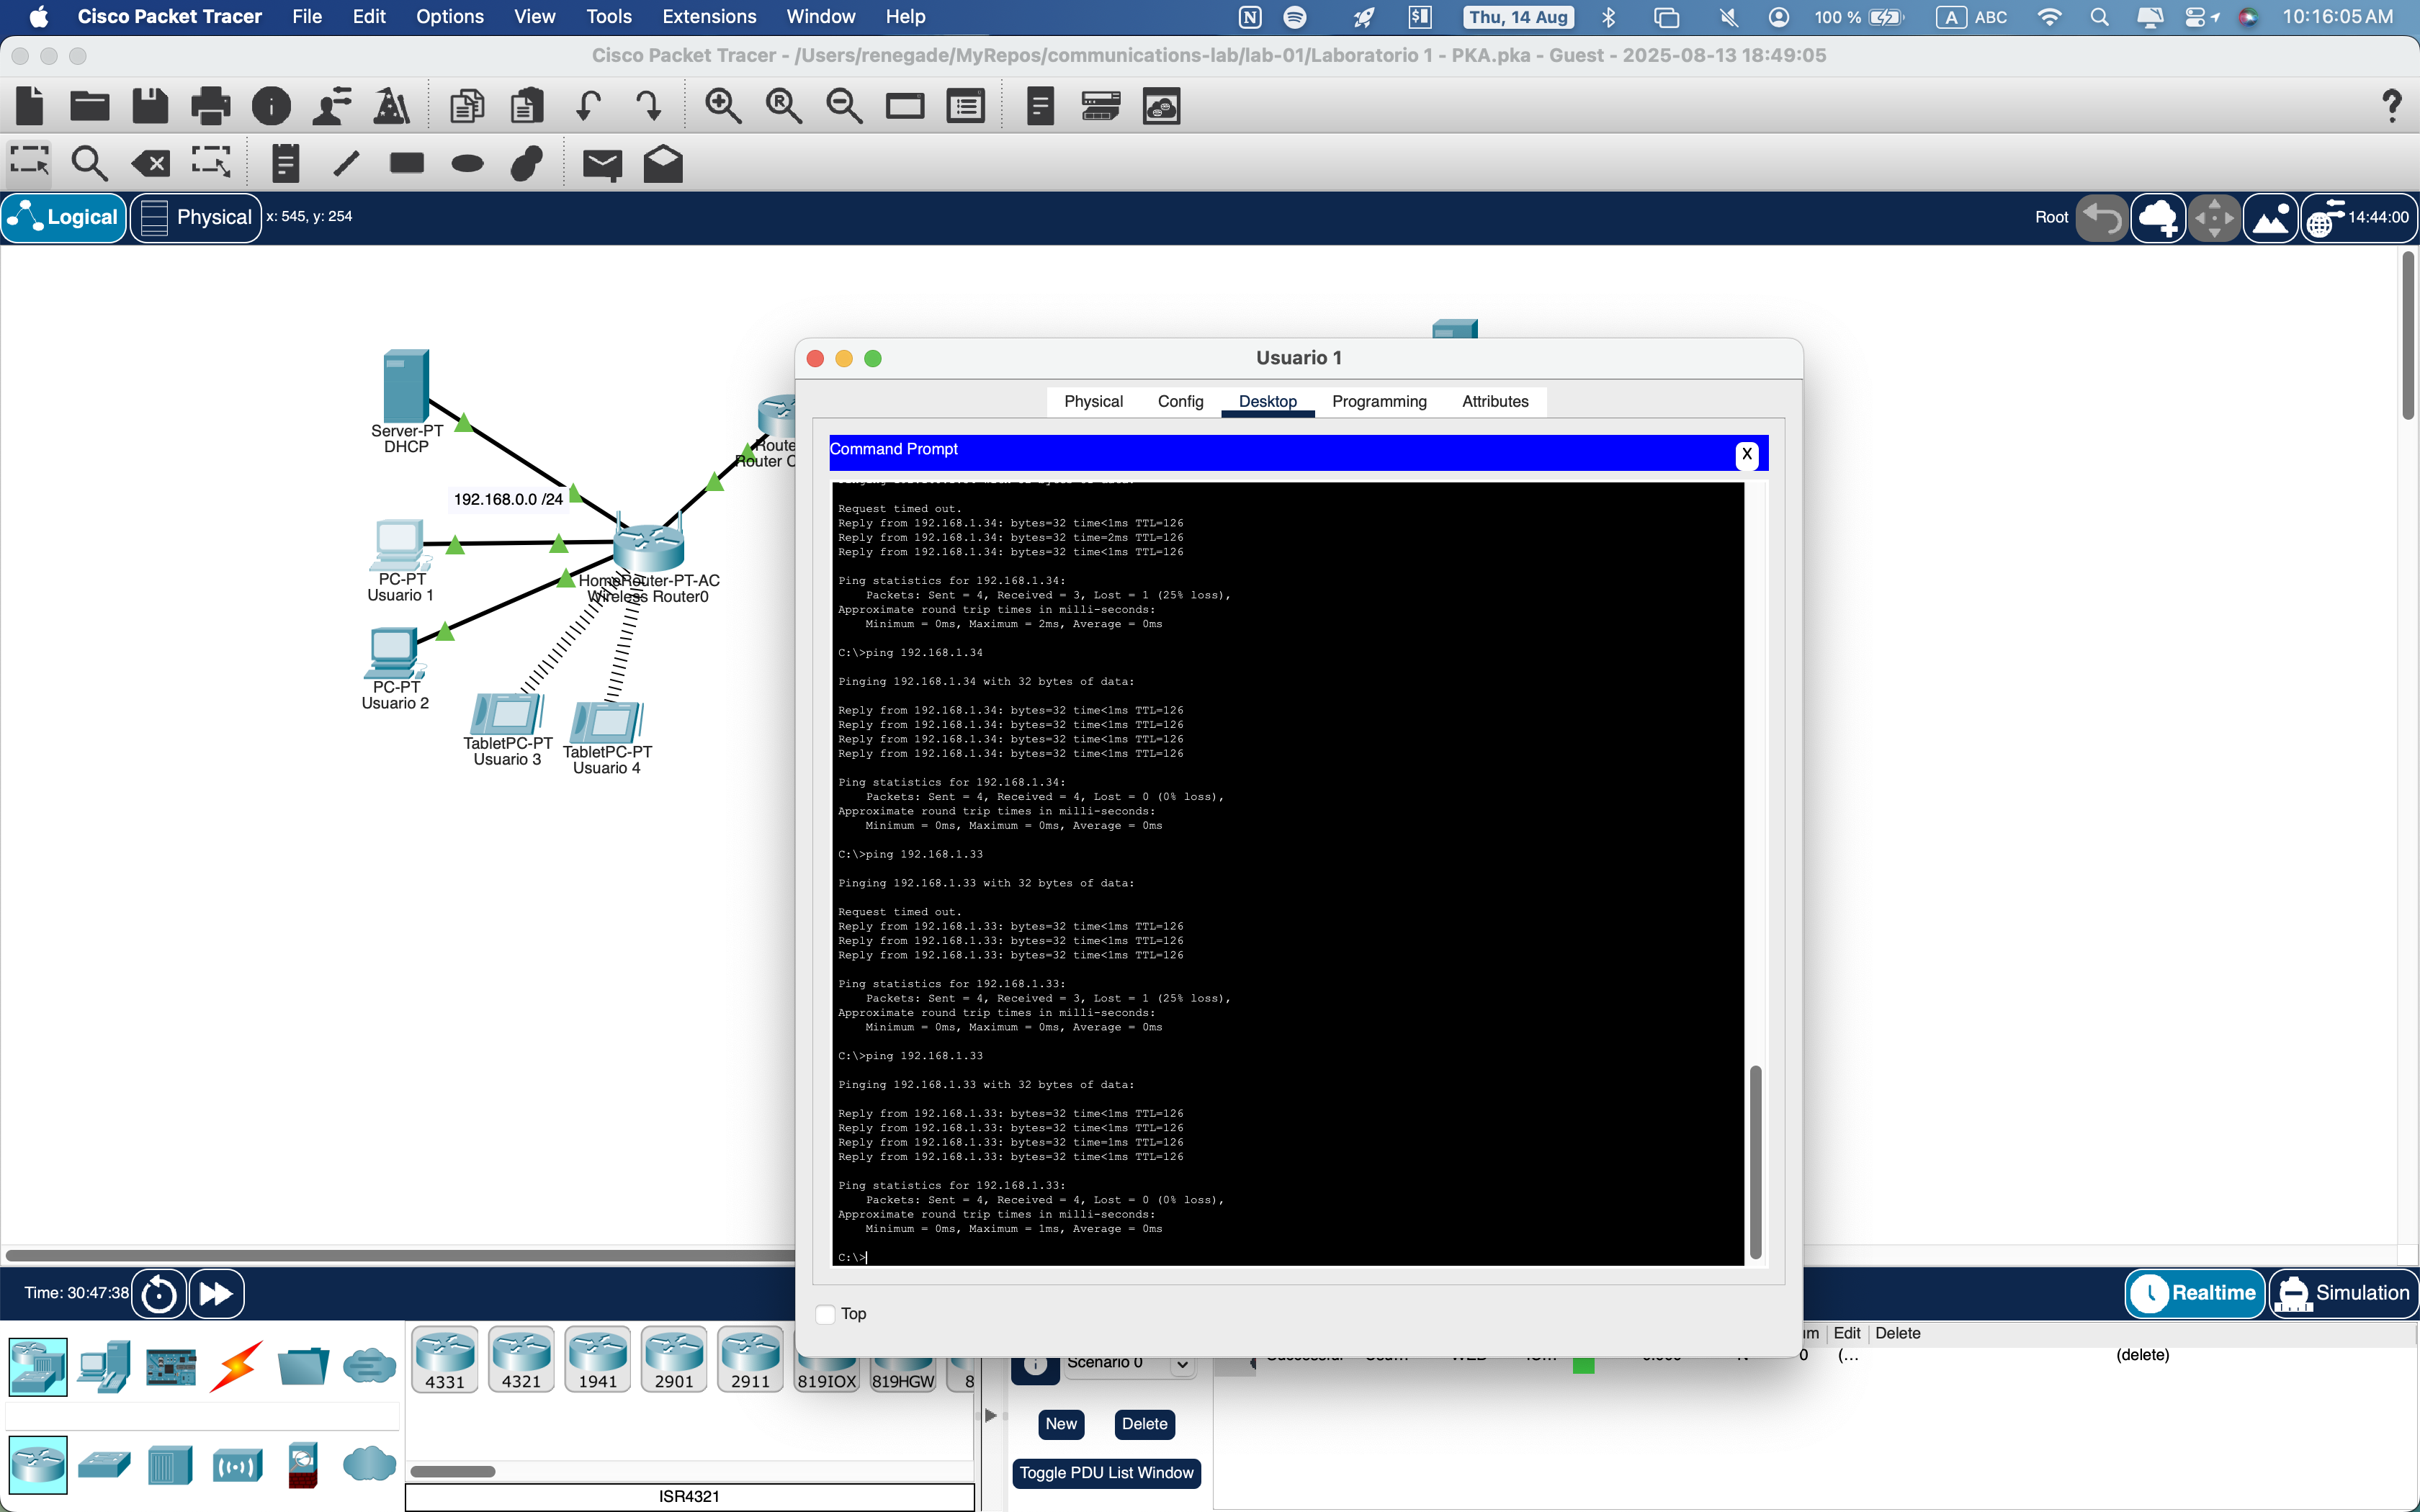 Cisco Packet Tracer File Edit Options View Tools Extensions Window Help Thu, 14 Aug 100 % A ABC 10:16:05 AM
Cisco Packet Tracer - /Users/renegade/MyRepos/communications-lab/lab-01/Laboratorio 1 - PKA.pka - Guest - 2025-08-13 18:49:05
Logical Physical x: 545, y: 254 Root 14:44:00
Server-PT
DHCP
192.168.0.0 /24
PC-PT
Usuario 1
PC-PT
Usuario 2
HomeRouter-PT-AC
Wireless Router0
TabletPC-PT
Usuario 3
TabletPC-PT
Usuario 4
Route
Router C
Usuario 1
Physical Config Desktop Programming Attributes
Command Prompt X
Request timed out.
Reply from 192.168.1.34: bytes=32 time<1ms TTL=126
Reply from 192.168.1.34: bytes=32 time=2ms TTL=126
Reply from 192.168.1.34: bytes=32 time<1ms TTL=126
Ping statistics for 192.168.1.34:
Packets: Sent = 4, Received = 3, Lost = 1 (25% loss),
Approximate round trip times in milli-seconds:
Minimum = 0ms, Maximum = 2ms, Average = 0ms
C:\>ping 192.168.1.34
Pinging 192.168.1.34 with 32 bytes of data:
Reply from 192.168.1.34: bytes=32 time<1ms TTL=126
Reply from 192.168.1.34: bytes=32 time<1ms TTL=126
Reply from 192.168.1.34: bytes=32 time<1ms TTL=126
Reply from 192.168.1.34: bytes=32 time<1ms TTL=126
Ping statistics for 192.168.1.34:
Packets: Sent = 4, Received = 4, Lost = 0 (0% loss),
Approximate round trip times in milli-seconds:
Minimum = 0ms, Maximum = 0ms, Average = 0ms
C:\>ping 192.168.1.33
Pinging 192.168.1.33 with 32 bytes of data:
Request timed out.
Reply from 192.168.1.33: bytes=32 time<1ms TTL=126
Reply from 192.168.1.33: bytes=32 time<1ms TTL=126
Reply from 192.168.1.33: bytes=32 time<1ms TTL=126
Ping statistics for 192.168.1.33:
Packets: Sent = 4, Received = 3, Lost = 1 (25% loss),
Approximate round trip times in milli-seconds:
Minimum = 0ms, Maximum = 0ms, Average = 0ms
C:\>ping 192.168.1.33
Pinging 192.168.1.33 with 32 bytes of data:
Reply from 192.168.1.33: bytes=32 time<1ms TTL=126
Reply from 192.168.1.33: bytes=32 time<1ms TTL=126
Reply from 192.168.1.33: bytes=32 time=1ms TTL=126
Reply from 192.168.1.33: bytes=32 time<1ms TTL=126
Ping statistics for 192.168.1.33:
Packets: Sent = 4, Received = 4, Lost = 0 (0% loss),
Approximate round trip times in milli-seconds:
Minimum = 0ms, Maximum = 1ms, Average = 0ms
C:\>
Top
Time: 30:47:38 Realtime Simulation
4331 4321 1941 2901 2911 819IOX 819HGW 8
ISR4321
Scenario 0
New Delete
Toggle PDU List Window
Edit Delete
0 (... (delete)